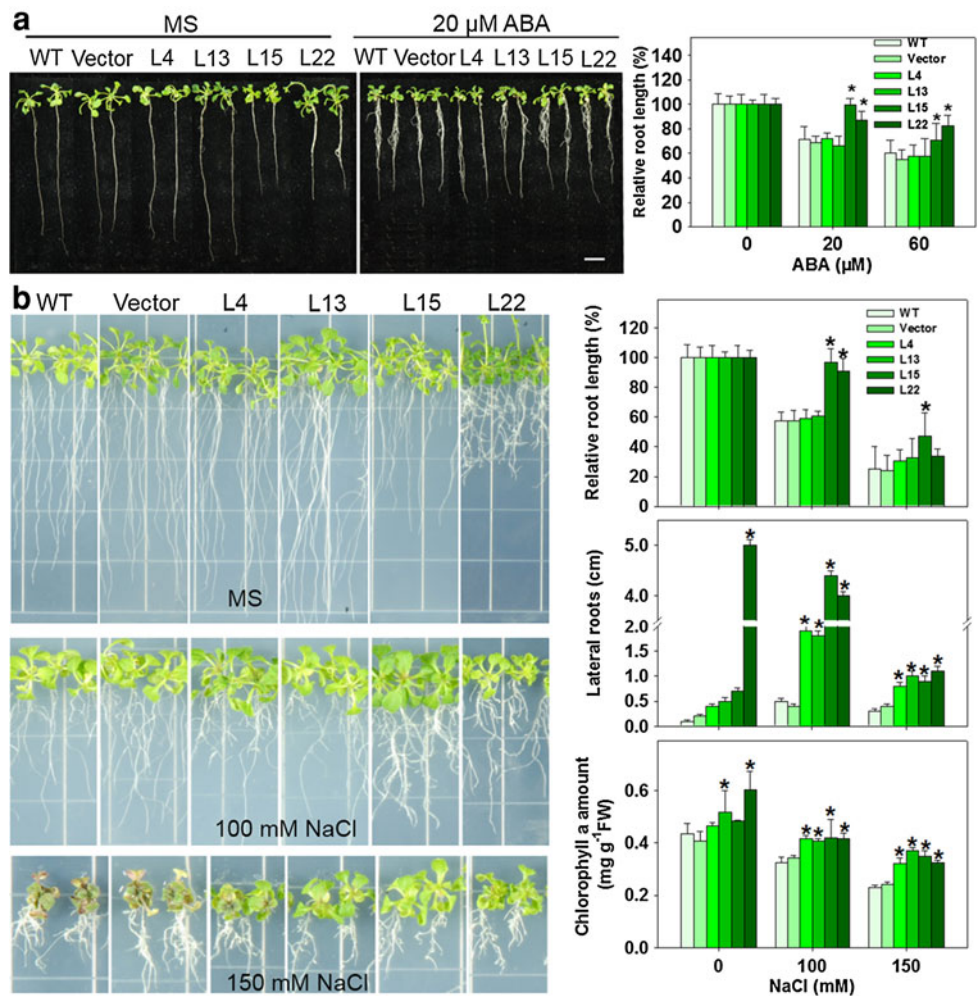 a
MS
20 µM ABA
WT Vector L4 L13 L15 L22
WT Vector L4 L13 L15 L22
Relative root length (%)
140
120
100
80
60
40
20
0
WT
Vector
L4
L13
L15
L22
* *
* *
0 20 60
ABA (µM)
b
WT Vector L4 L13 L15 L22
MS
100 mM NaCl
150 mM NaCl
Relative root length (%)
120
100
80
60
40
20
0
WT
Vector
L4
L13
L15
L22
* *
*
Lateral roots (cm)
5.0
4.0
2.0
1.5
1.0
0.5
0.0
*
* * * *
* * * *
Chlorophyll a amount
(mg g⁻¹FW)
0.6
0.4
0.2
0.0
* *
* * * *
* * * *
0 100 150
NaCl (mM)